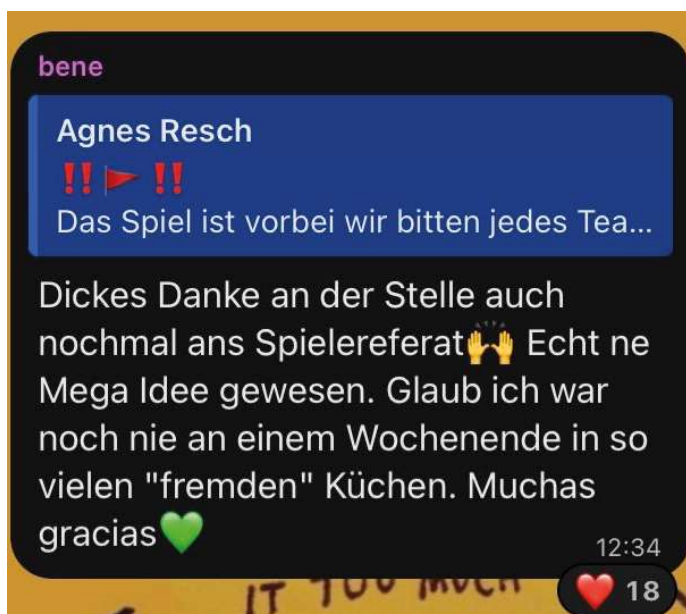 bene
Agnes Resch
‼️🚩‼️
Das Spiel ist vorbei wir bitten jedes Tea...
Dickes Danke an der Stelle auch
nochmal ans Spielereferat🙌 Echt ne
Mega Idee gewesen. Glaub ich war
noch nie an einem Wochenende in so
vielen "fremden" Küchen. Muchas
gracias💚
12:34
❤️ 18
IT TOO MUCH